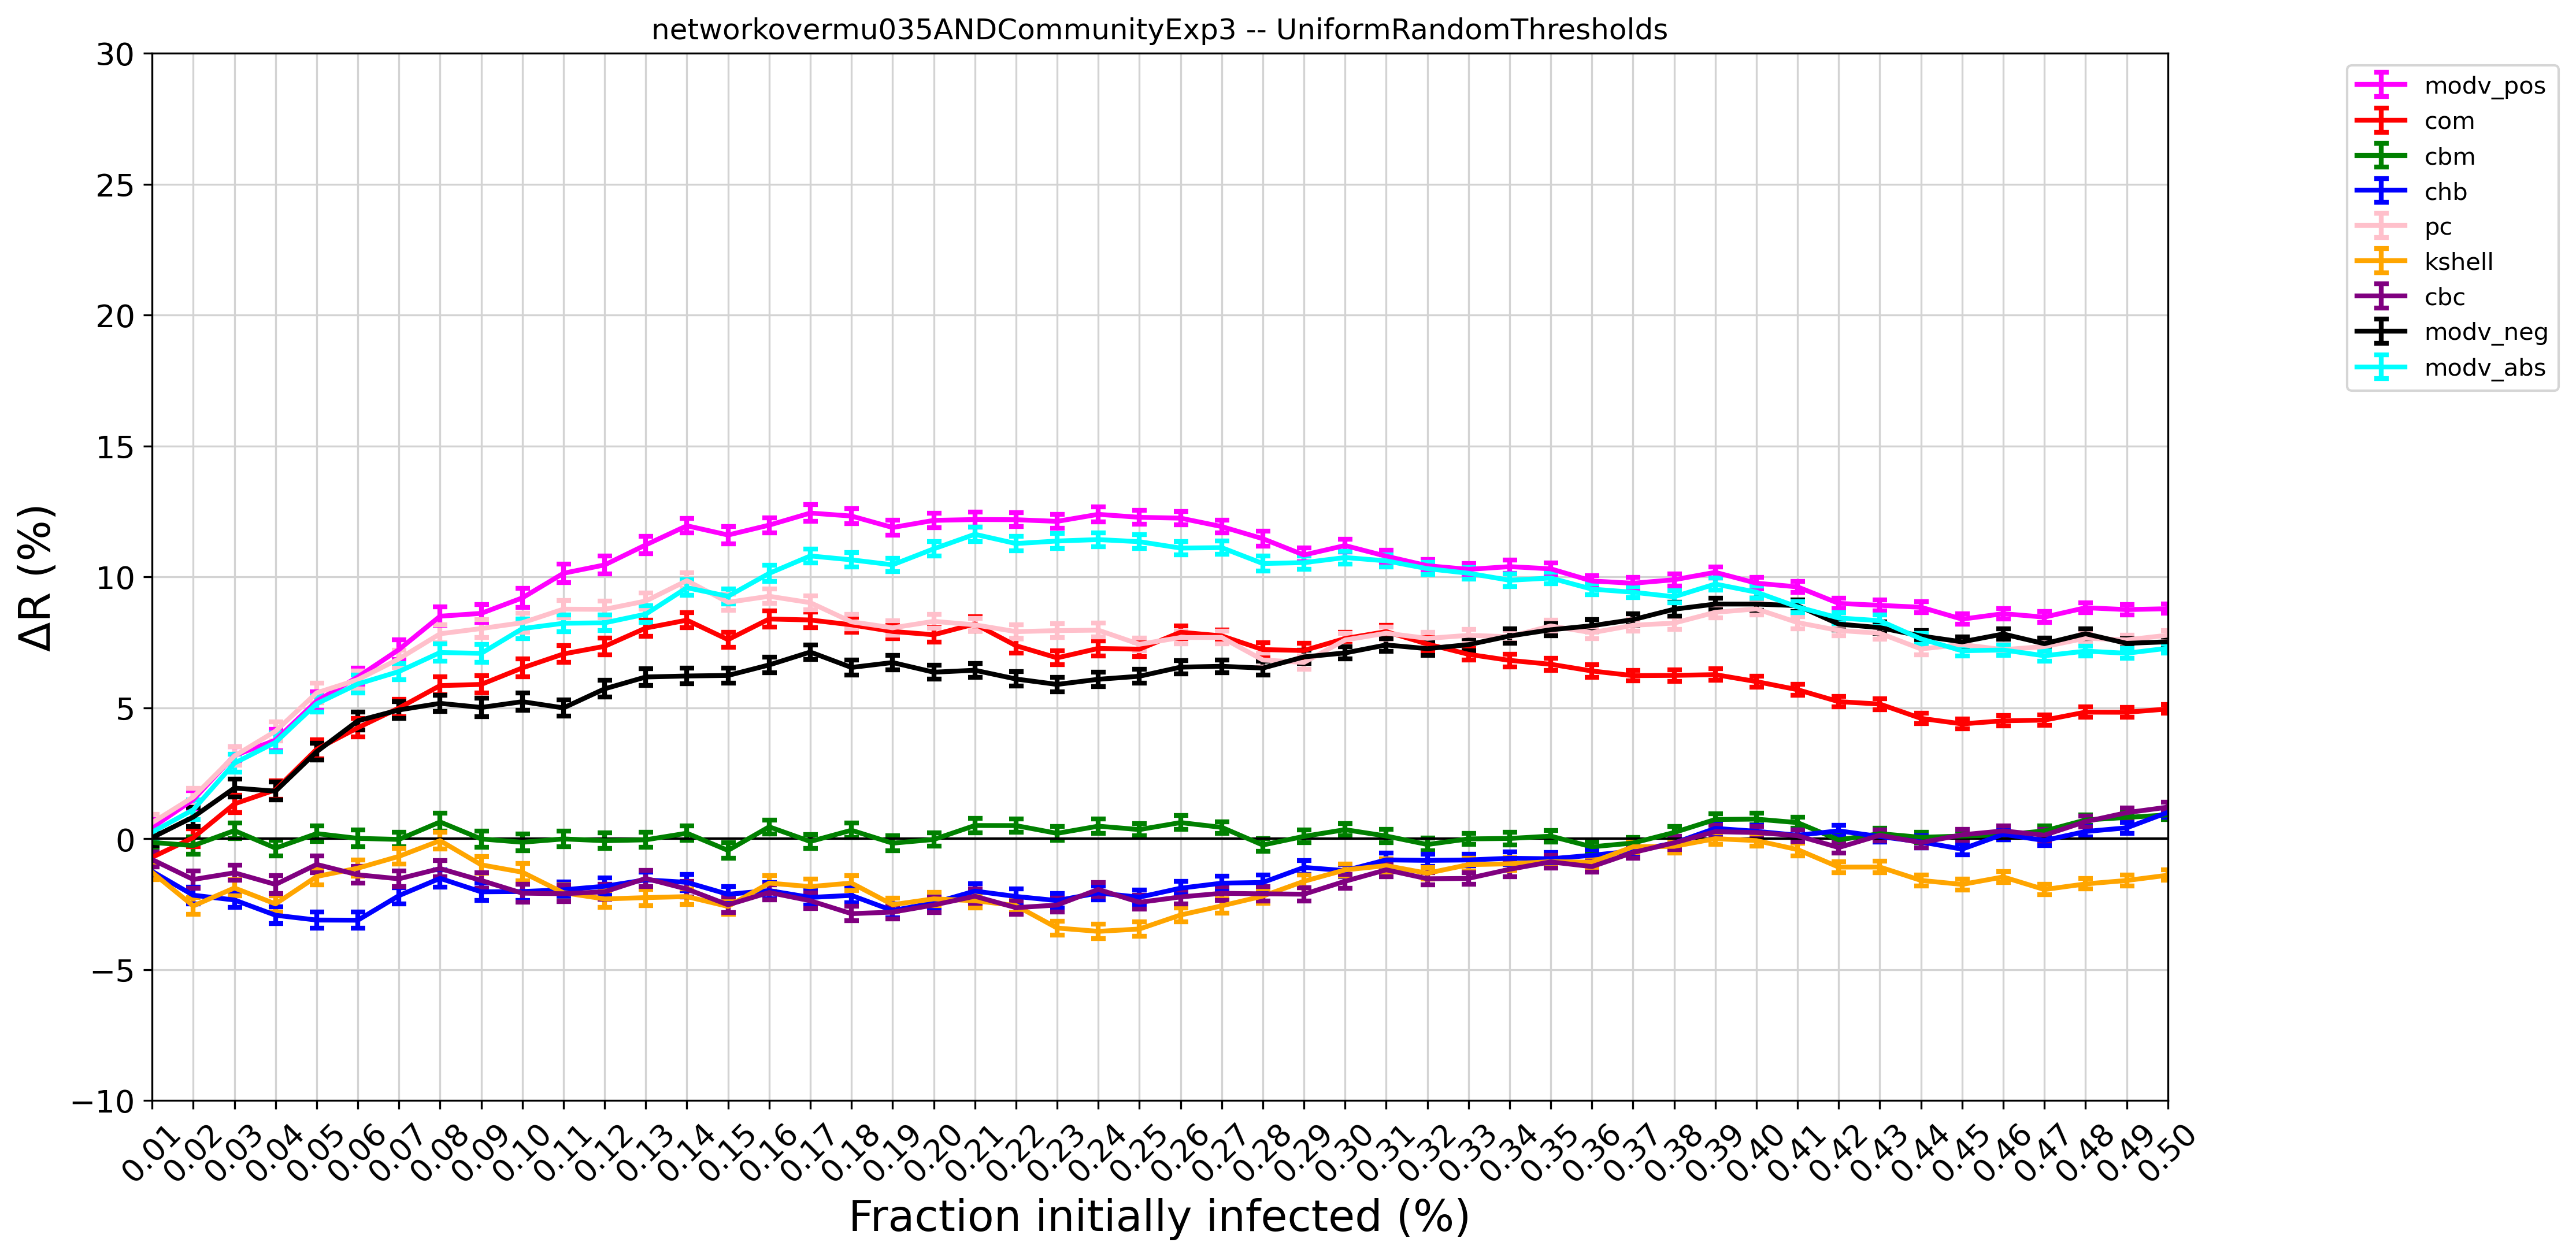 networkovermu035ANDCommunityExp3 -- UniformRandomThresholds
30
25
20
15
10
5
0
−5
−10
ΔR (%)
0.01 0.02 0.03 0.04 0.05 0.06 0.07 0.08 0.09 0.10 0.11 0.12 0.13 0.14 0.15 0.16 0.17 0.18 0.19 0.20 0.21 0.22 0.23 0.24 0.25 0.26 0.27 0.28 0.29 0.30 0.31 0.32 0.33 0.34 0.35 0.36 0.37 0.38 0.39 0.40 0.41 0.42 0.43 0.44 0.45 0.46 0.47 0.48 0.49 0.50
Fraction initially infected (%)
modv_pos
com
cbm
chb
pc
kshell
cbc
modv_neg
modv_abs